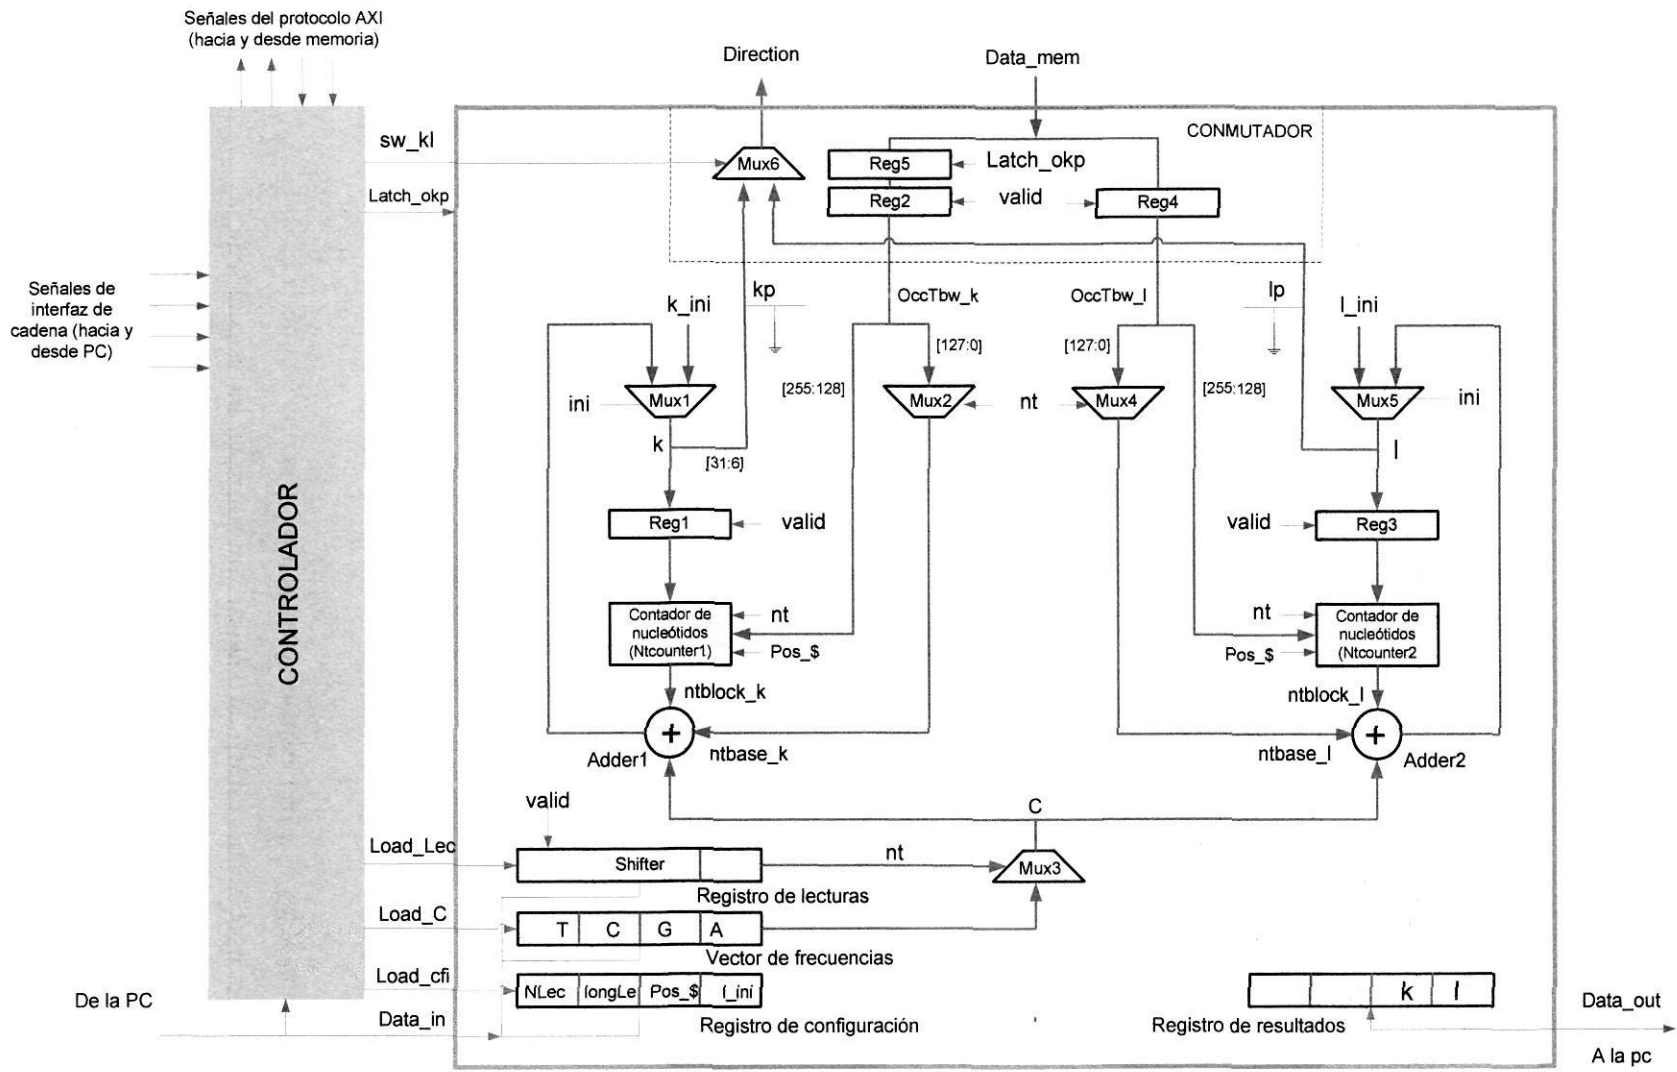 Señales del protocolo AXI
(hacia y desde memoria)
Direction
Data_mem
sw_kl
CONMUTADOR
Mux6
Reg5
Latch_okp
Latch_okp
Reg2
valid
Reg4
Señales de
interfaz de
cadena (hacia y
desde PC)
kp
k_ini
OccTbw_k
OccTbw_l
lp
l_ini
[127:0]
[127:0]
[255:128]
[255:128]
ini
Mux1
Mux2
nt
Mux4
Mux5
ini
k
[31:6]
l
CONTROLADOR
Reg1
valid
valid
Reg3
Contador de
nucleótidos
(Ntcounter1)
nt
Pos_$
nt
Pos_$
Contador de
nucleótidos
(Ntcounter2
ntblock_k
ntblock_l
+
+
Adder1
ntbase_k
ntbase_l
Adder2
valid
C
Load_Lec
Shifter
nt
Mux3
Registro de lecturas
Load_C
T C G A
Vector de frecuencias
Load_cfi
NLec longLe Pos_$ l_ini
k l
De la PC
Data_in
Registro de configuración
Registro de resultados
Data_out
A la pc